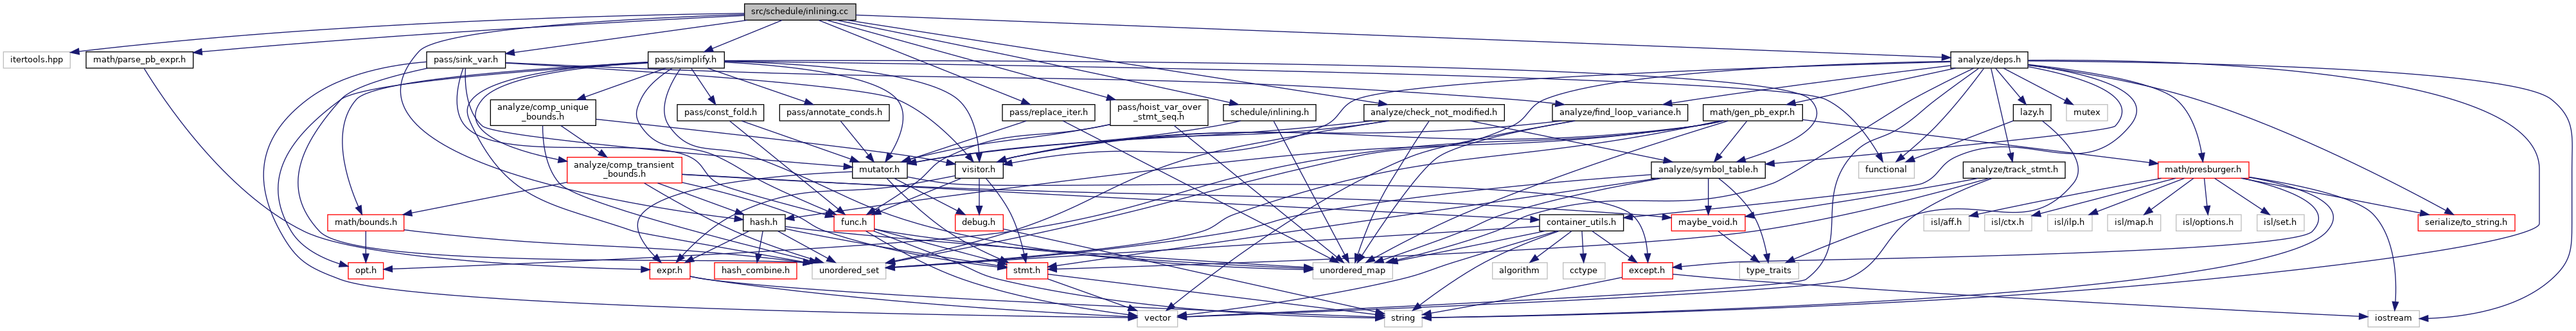 src/schedule/inlining.cc
itertools.hpp
math/parse_pb_expr.h
pass/sink_var.h
pass/simplify.h
analyze/deps.h
analyze/comp_unique
_bounds.h
pass/const_fold.h
pass/annotate_conds.h
pass/replace_iter.h
pass/hoist_var_over
_stmt_seq.h
schedule/inlining.h
analyze/check_not_modified.h
analyze/find_loop_variance.h
math/gen_pb_expr.h
lazy.h
mutex
analyze/comp_transient
_bounds.h
mutator.h
visitor.h
analyze/symbol_table.h
functional
analyze/track_stmt.h
math/presburger.h
math/bounds.h
hash.h
func.h
debug.h
container_utils.h
maybe_void.h
isl/aff.h
isl/ctx.h
isl/ilp.h
isl/map.h
isl/options.h
isl/set.h
serialize/to_string.h
opt.h
expr.h
hash_combine.h
unordered_set
stmt.h
unordered_map
algorithm
cctype
except.h
type_traits
vector
string
iostream